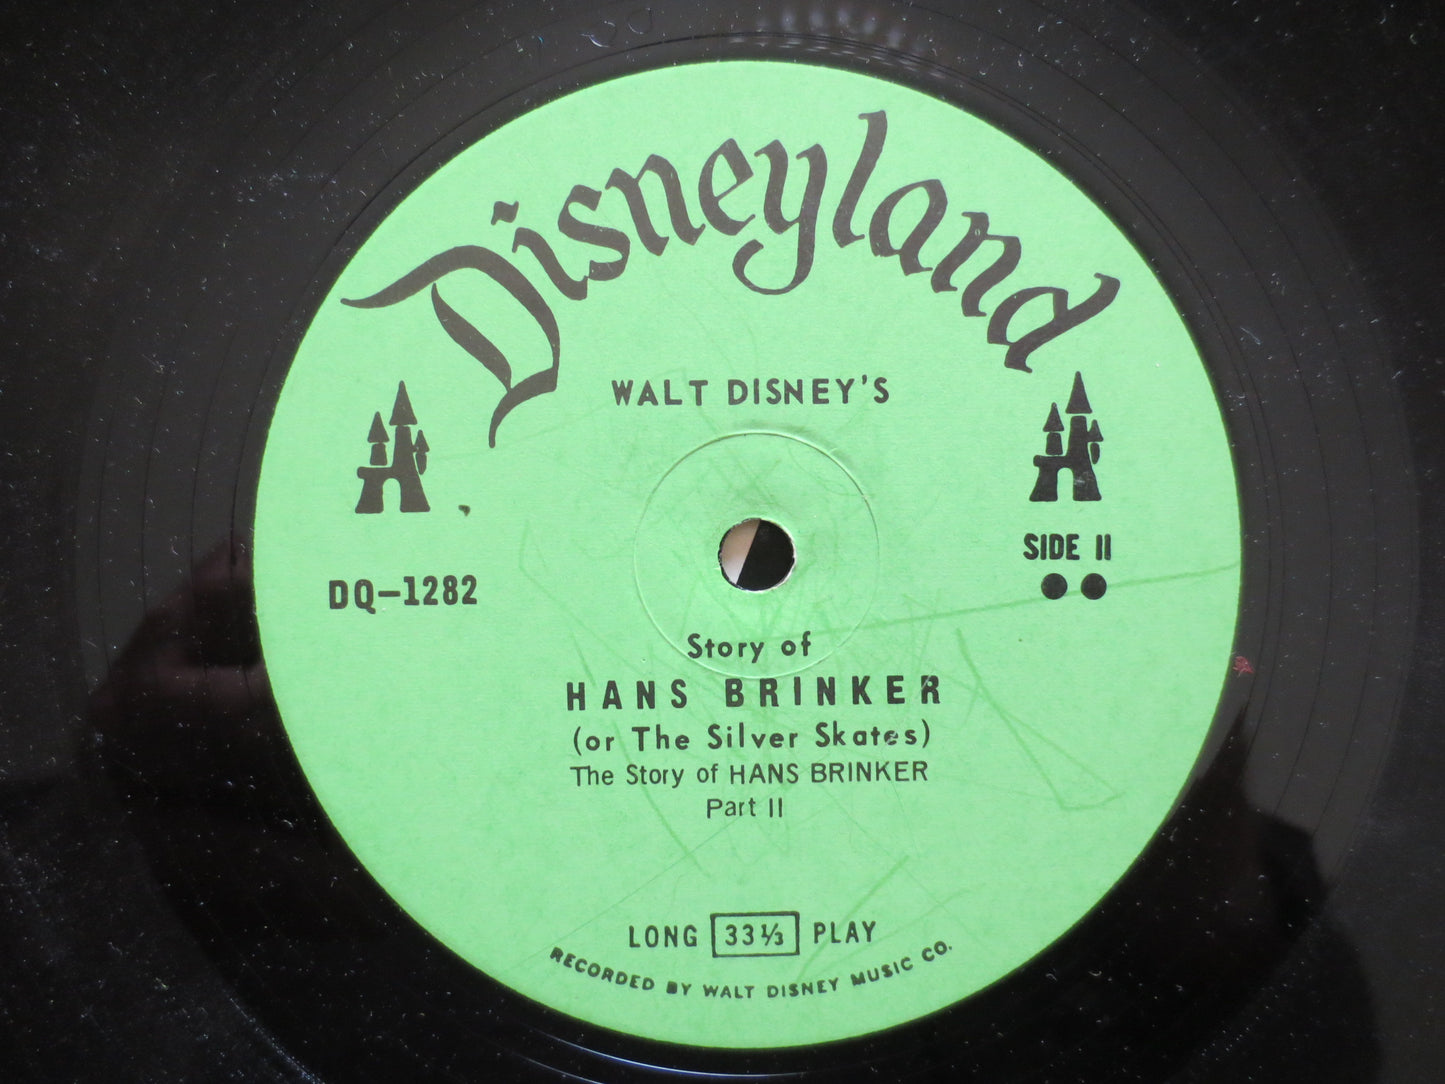 Disneyland
WALT DISNEY'S
SIDE II
DQ-1282
Story of
HANS BRINKER
(or The Silver Skates)
The Story of HANS BRINKER
Part II
LONG 33⅓ PLAY
RECORDED BY WALT DISNEY MUSIC CO.